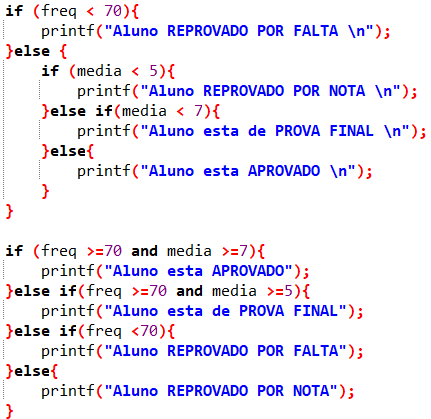 if (freq < 70){
    printf("Aluno REPROVADO POR FALTA \n");
}else {
    if (media < 5){
        printf("Aluno REPROVADO POR NOTA \n");
    }else if(media < 7){
        printf("Aluno esta de PROVA FINAL \n");
    }else{
        printf("Aluno esta APROVADO \n");
    }
}

if (freq >=70 and media >=7){
    printf("Aluno esta APROVADO");
}else if(freq >=70 and media >=5){
    printf("Aluno esta de PROVA FINAL");
}else if(freq <70){
    printf("Aluno REPROVADO POR FALTA");
}else{
    printf("Aluno REPROVADO POR NOTA");
}